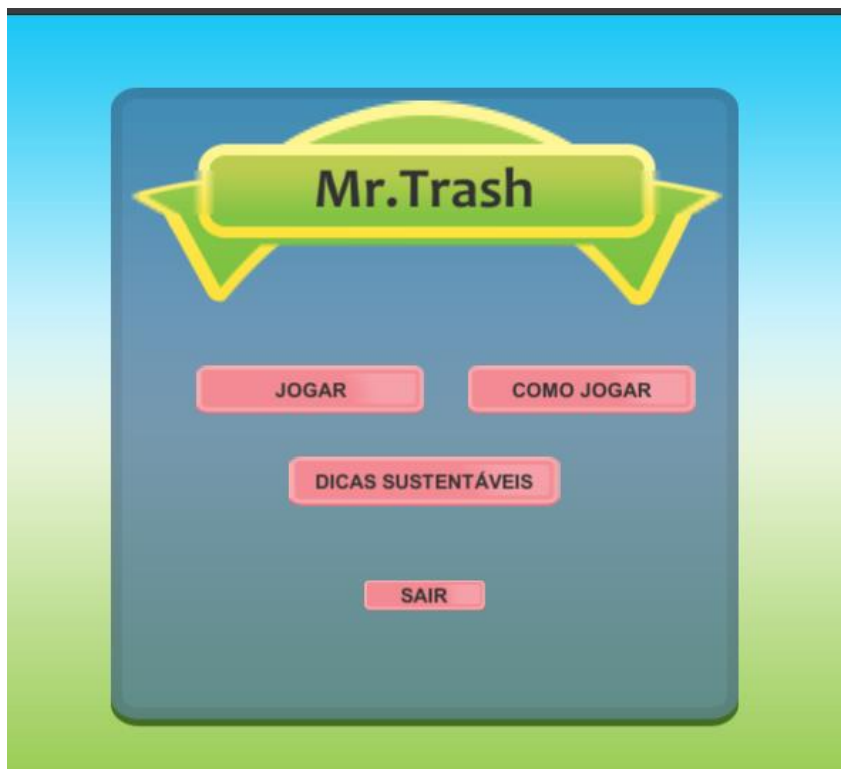 Mr.Trash
JOGAR
COMO JOGAR
DICAS SUSTENTÁVEIS
SAIR